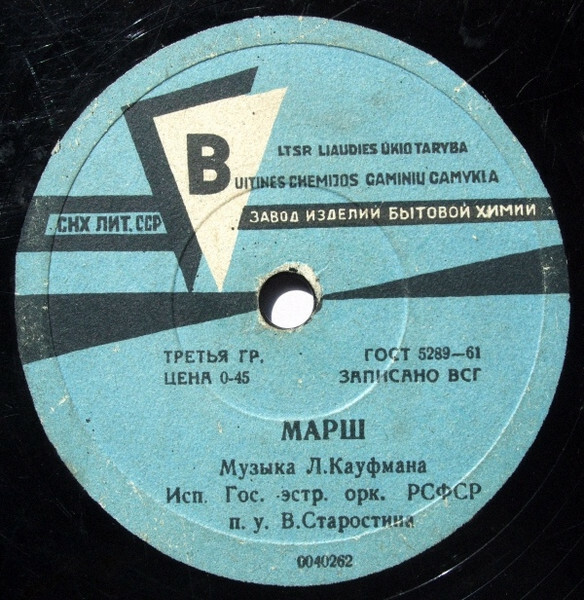 LTSR LIAUDIES ŪKIO TARYBA
BUITINĖS CHEMIJOS GAMINIŲ GAMYKLA
СНХ ЛИТ. ССР
ЗАВОД ИЗДЕЛИЙ БЫТОВОЙ ХИМИИ
ТРЕТЬЯ ГР. ГОСТ 5289—61
ЦЕНА 0-45 ЗАПИСАНО ВСГ
МАРШ
Музыка Л.Кауфмана
Исп. Гос. эстр. орк. РСФСР
п. у. В.Старостина
0040262